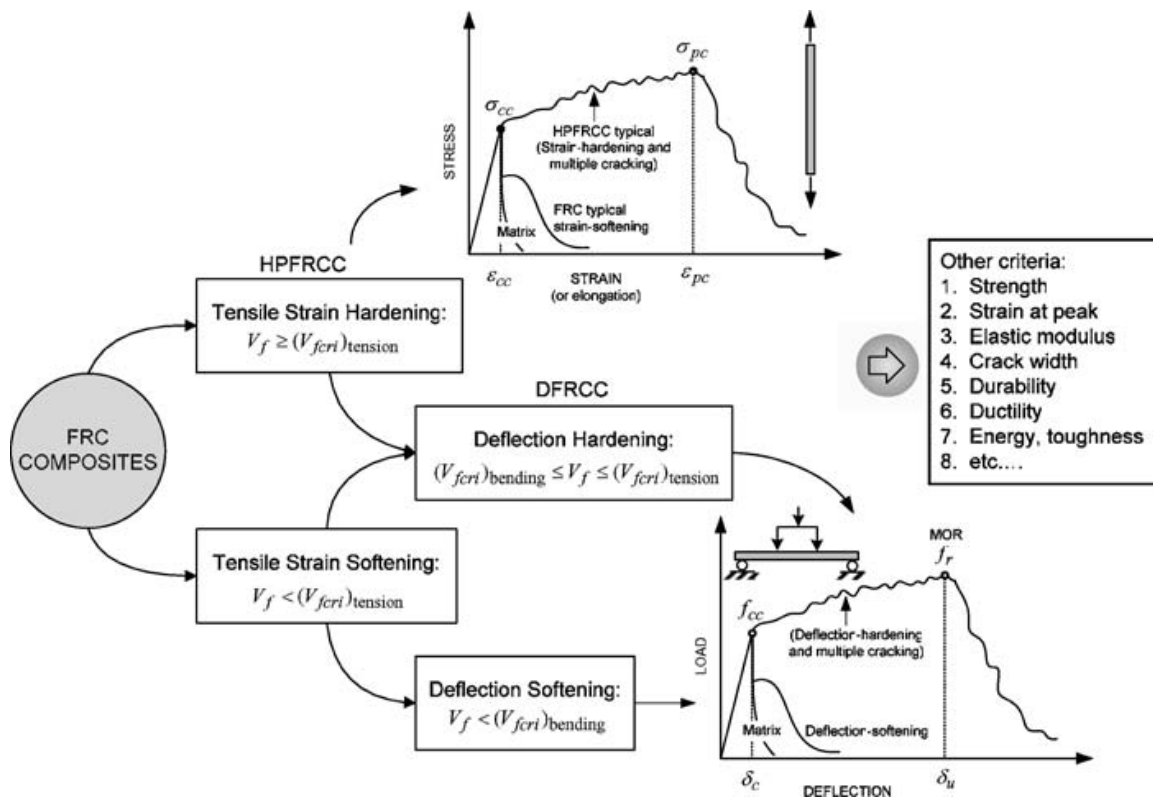 σpc
σcc
HPFRCC typical
(Strair-hardening and
multiple cracking)
FRC typical
strain-softening
Matrix
STRESS
εcc
STRAIN
(or elongation)
εpc
HPFRCC
Tensile Strain Hardening:
Vf ≥ (Vfcri)tension
FRC
COMPOSITES
DFRCC
Deflection Hardening:
(Vfcri)bending ≤ Vf ≤ (Vfcri)tension
Tensile Strain Softening:
Vf < (Vfcri)tension
Deflection Softening:
Vf < (Vfcri)bending
Other criteria:
1. Strength
2. Strain at peak
3. Elastic modulus
4. Crack width
5. Durability
6. Ductility
7. Energy, toughness
8. etc....
MOR
fr
fcc
(Deflectior-hardening
and multiple cracking)
LOAD
Matrix
Deflection-softening
δc
δu
DEFLECTION